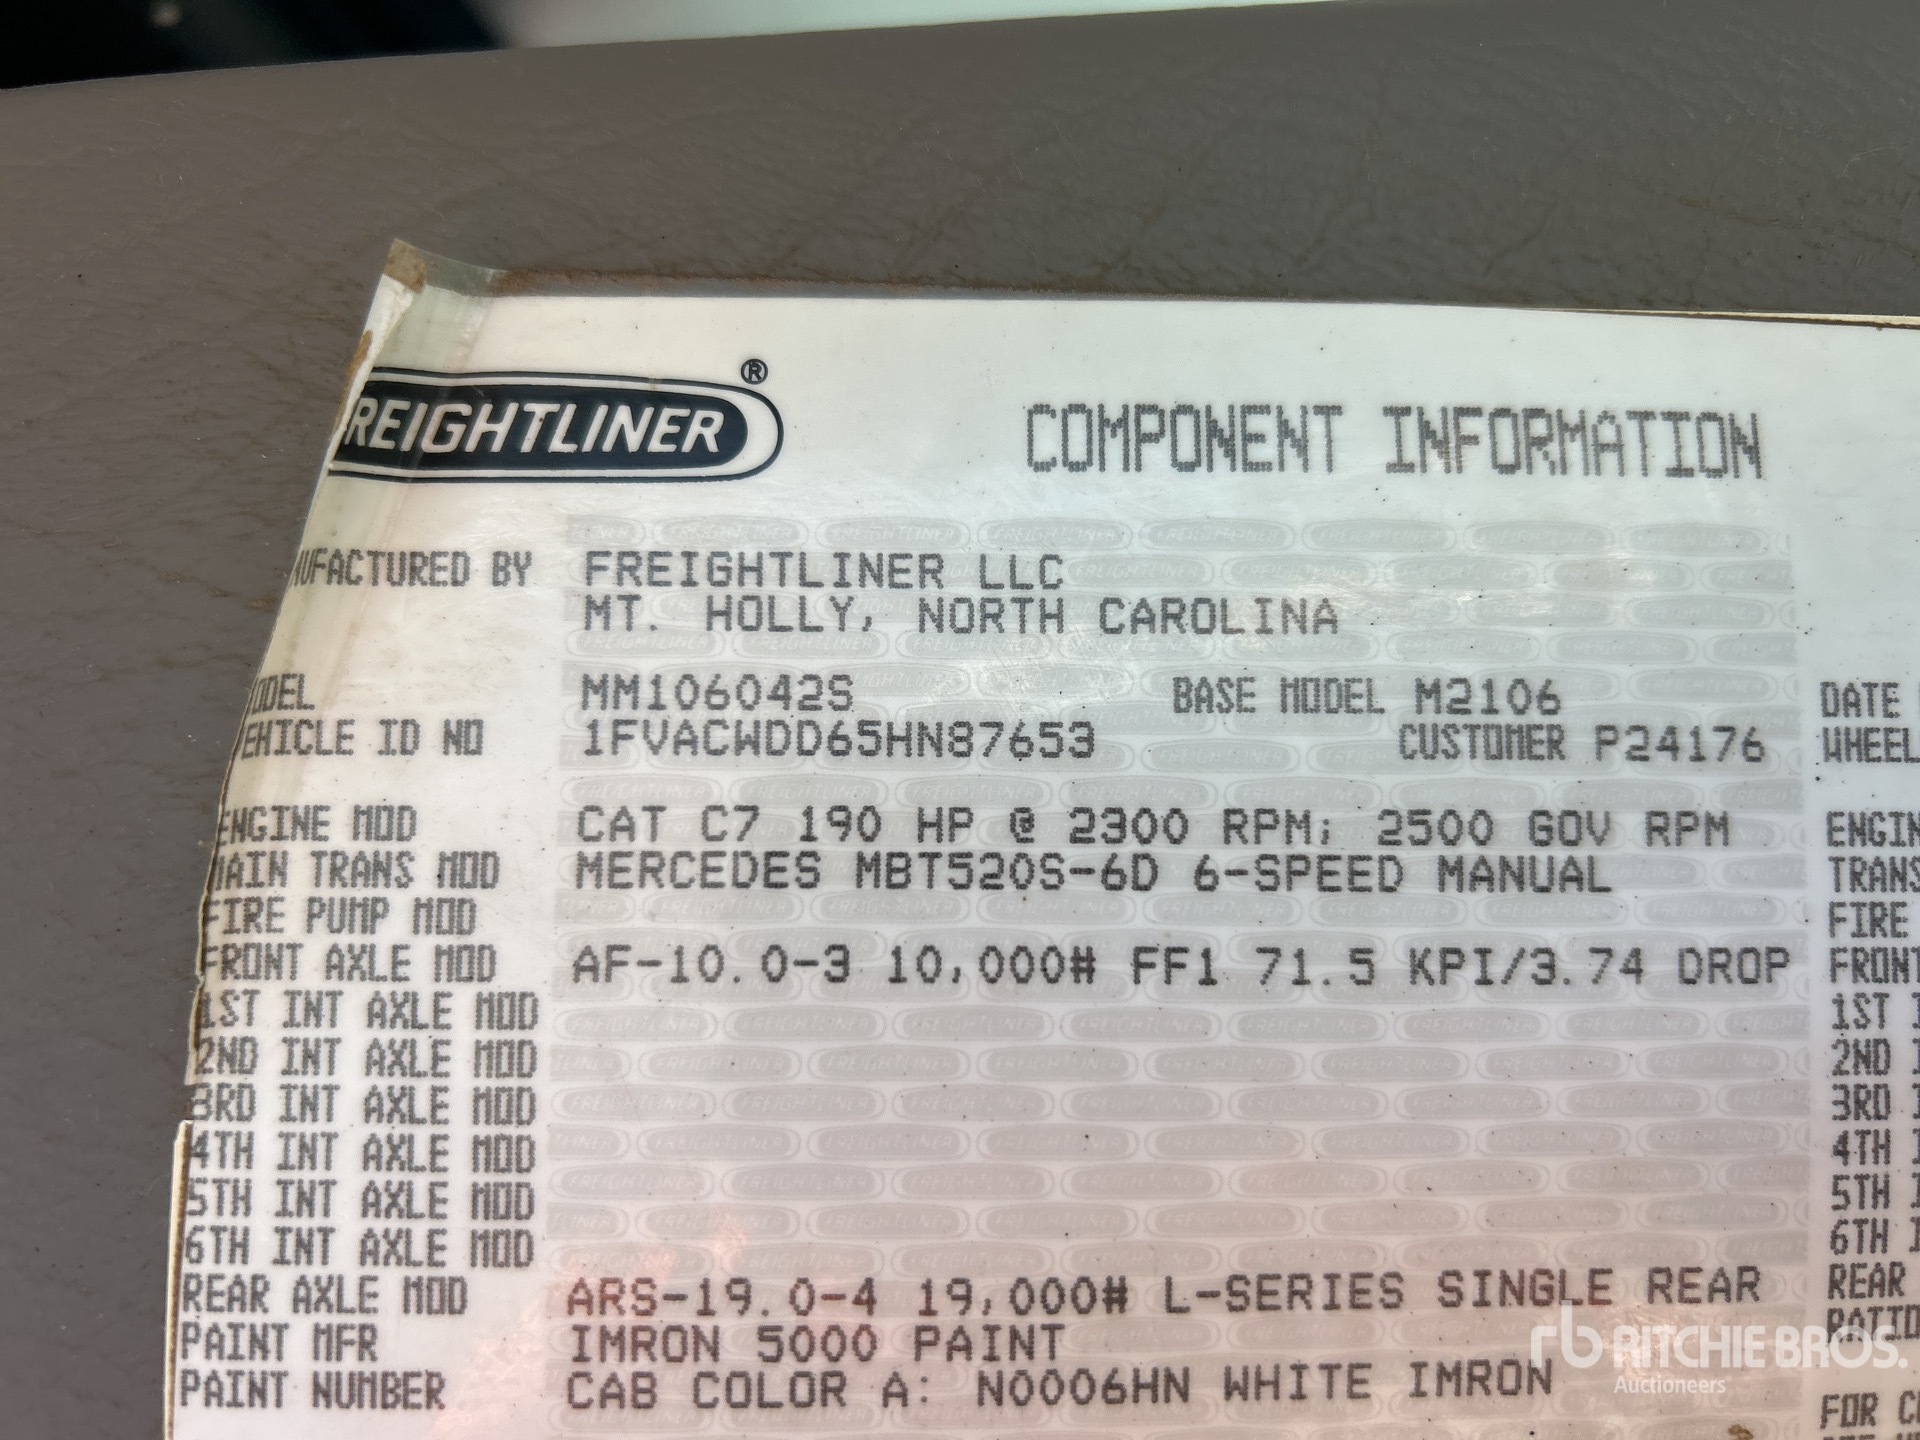 REIGHTLINER®
COMPONENT INFORMATION
NUFACTURED BY FREIGHTLINER LLC
MT. HOLLY, NORTH CAROLINA
ODEL MM106042S BASE MODEL M2106 DATE
EHICLE ID NO 1FVACWDD65HN87653 CUSTOMER P24176 WHEEL
ENGINE MOD CAT C7 190 HP @ 2300 RPM; 2500 GOV RPM ENGIN
MAIN TRANS MOD MERCEDES MBT520S-6D 6-SPEED MANUAL TRANS
FIRE PUMP MOD FIRE
FRONT AXLE MOD AF-10.0-3 10,000# FF1 71.5 KPI/3.74 DROP FRONT
1ST INT AXLE MOD 1ST I
2ND INT AXLE MOD 2ND I
3RD INT AXLE MOD 3RD I
4TH INT AXLE MOD 4TH I
5TH INT AXLE MOD 5TH I
6TH INT AXLE MOD 6TH I
REAR AXLE MOD ARS-19.0-4 19,000# L-SERIES SINGLE REAR REAR
PAINT MFR IMRON 5000 PAINT RATIO
PAINT NUMBER CAB COLOR A: N0006HN WHITE IMRON
FOR C
rb RITCHIE BROS.
Auctioneers